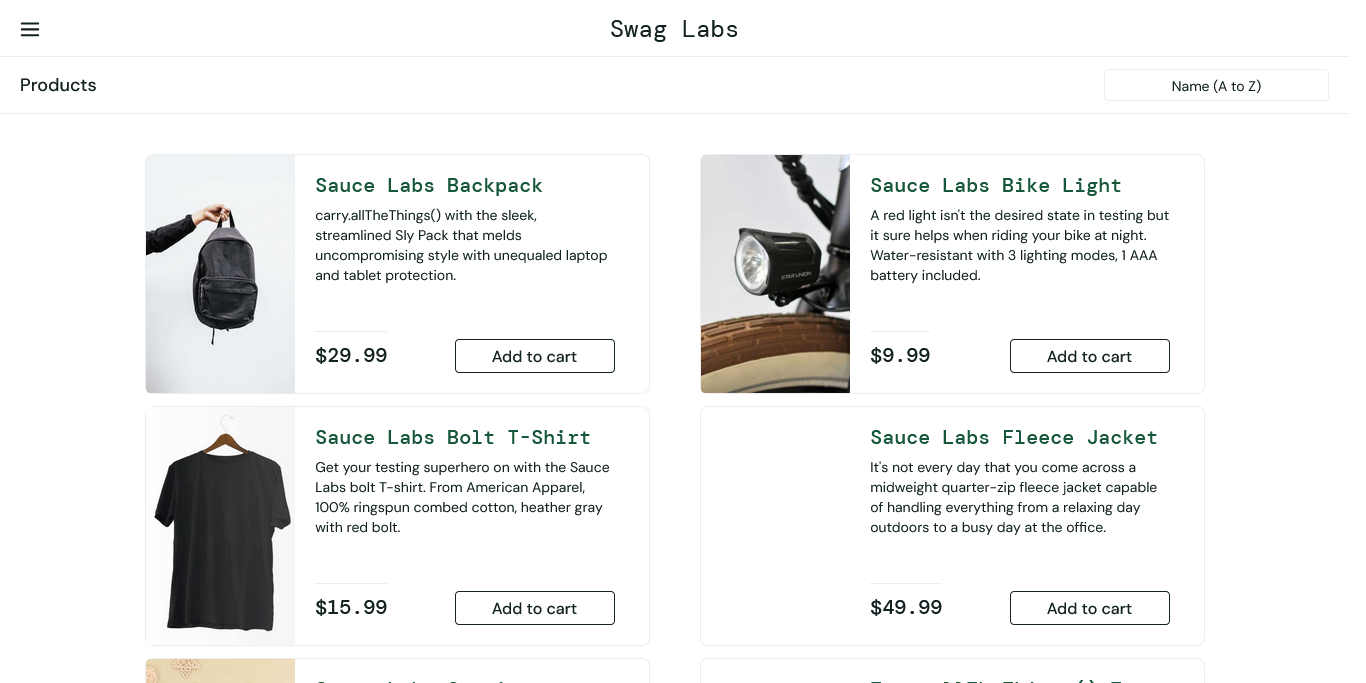 Swag Labs
Products
Name (A to Z)
Sauce Labs Backpack
carry.allTheThings() with the sleek,
streamlined Sly Pack that melds
uncompromising style with unequaled laptop
and tablet protection.
$29.99
Add to cart
Sauce Labs Bike Light
A red light isn't the desired state in testing but
it sure helps when riding your bike at night.
Water-resistant with 3 lighting modes, 1 AAA
battery included.
$9.99
Add to cart
STAR UNION
Sauce Labs Bolt T-Shirt
Get your testing superhero on with the Sauce
Labs bolt T-shirt. From American Apparel,
100% ringspun combed cotton, heather gray
with red bolt.
$15.99
Add to cart
Sauce Labs Fleece Jacket
It's not every day that you come across a
midweight quarter-zip fleece jacket capable
of handling everything from a relaxing day
outdoors to a busy day at the office.
$49.99
Add to cart